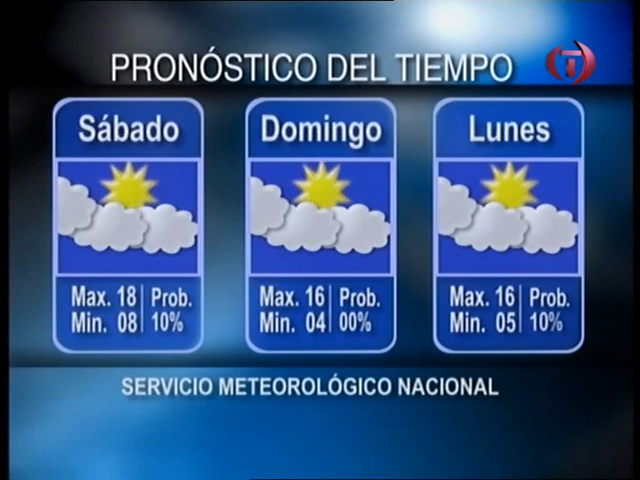 PRONÓSTICO DEL TIEMPO
Sábado
Max. 18
Min. 08
Prob.
10%
Domingo
Max. 16
Min. 04
Prob.
00%
Lunes
Max. 16
Min. 05
Prob.
10%
SERVICIO METEOROLÓGICO NACIONAL